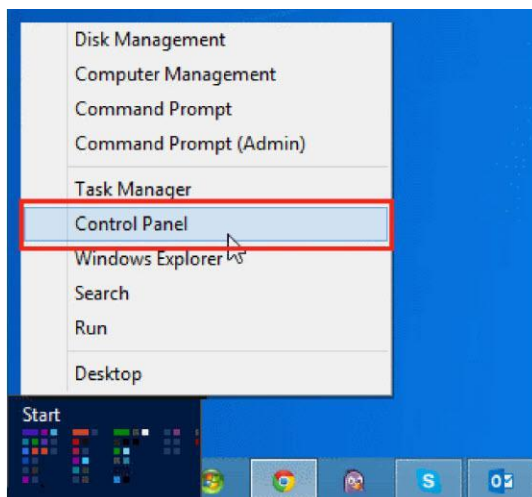 Disk Management
Computer Management
Command Prompt
Command Prompt (Admin)
Task Manager
Control Panel
Windows Explorer
Search
Run
Desktop
Start